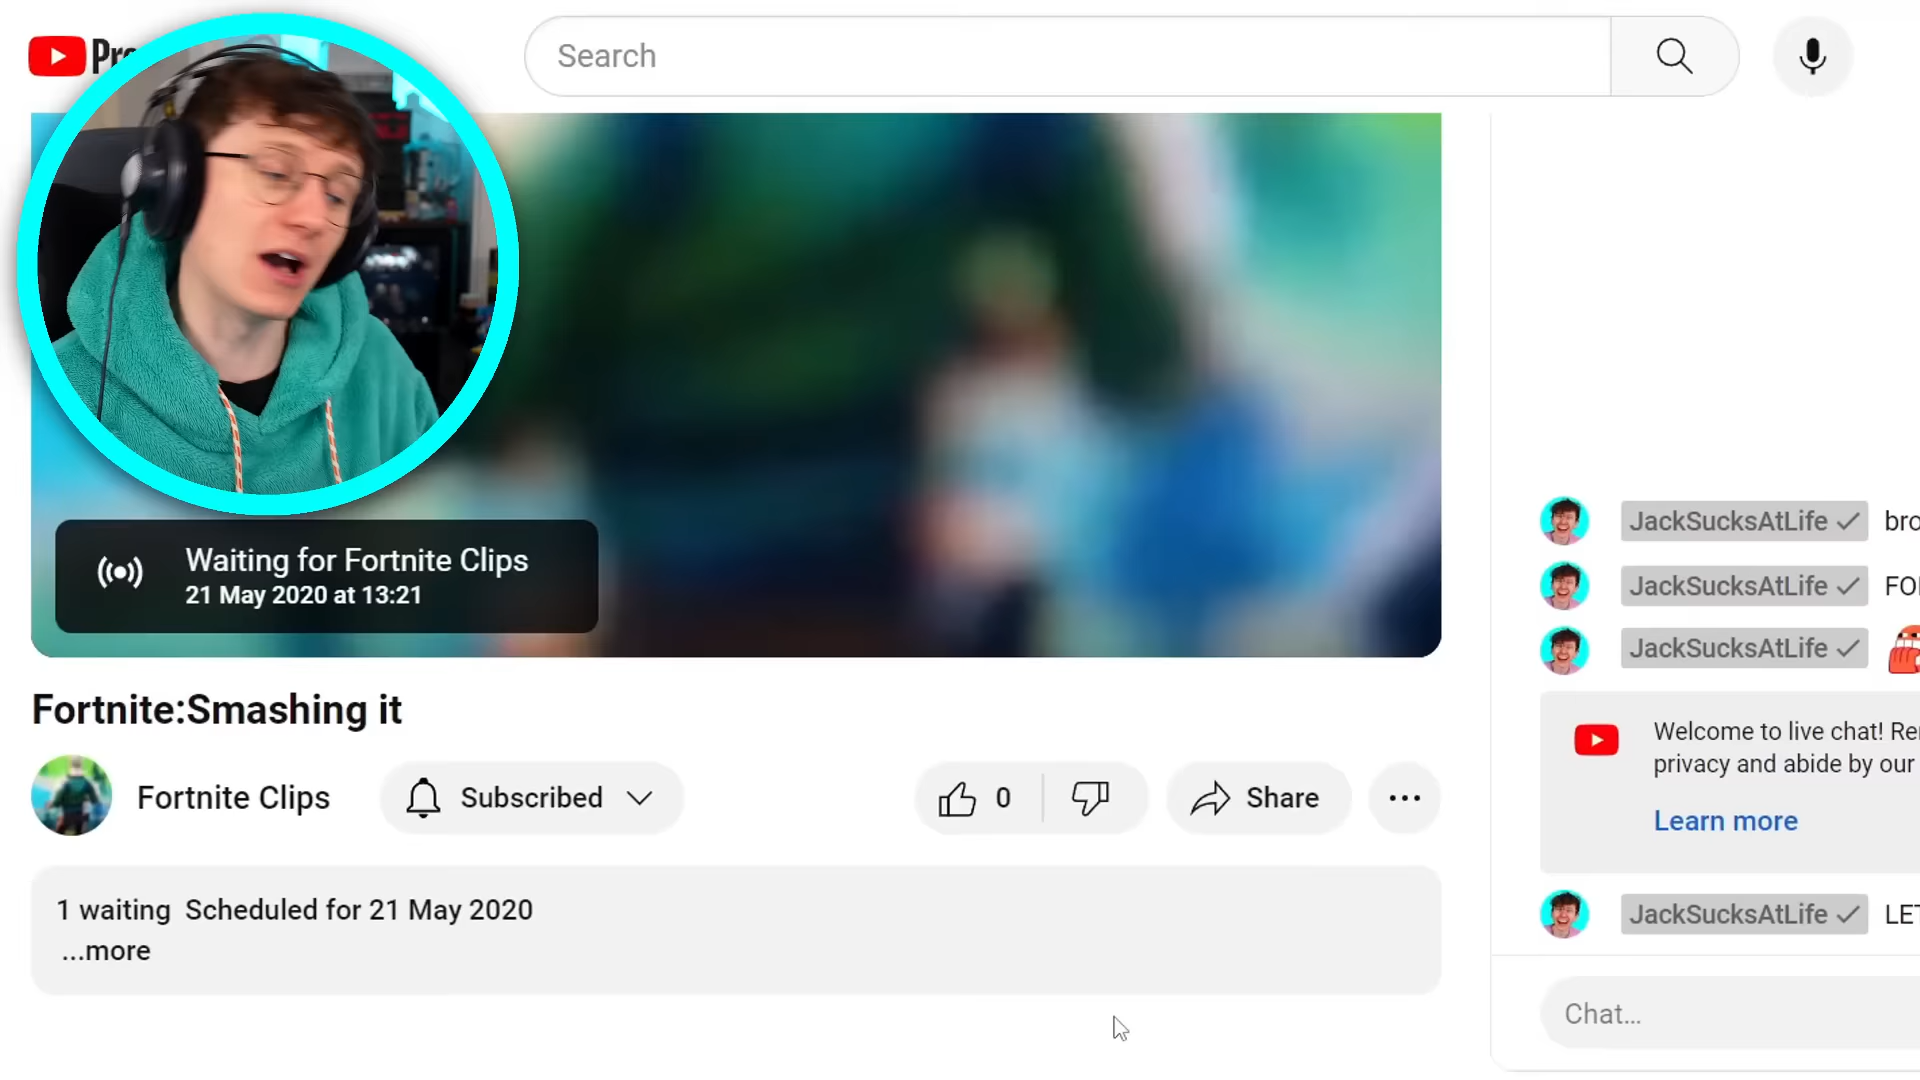 Search
Waiting for Fortnite Clips
21 May 2020 at 13:21
Fortnite:Smashing it
Fortnite Clips
Subscribed
0
Share
1 waiting Scheduled for 21 May 2020
...more
JackSucksAtLife
JackSucksAtLife
JackSucksAtLife
Welcome to live chat!
privacy and abide by our
Learn more
JackSucksAtLife
Chat...